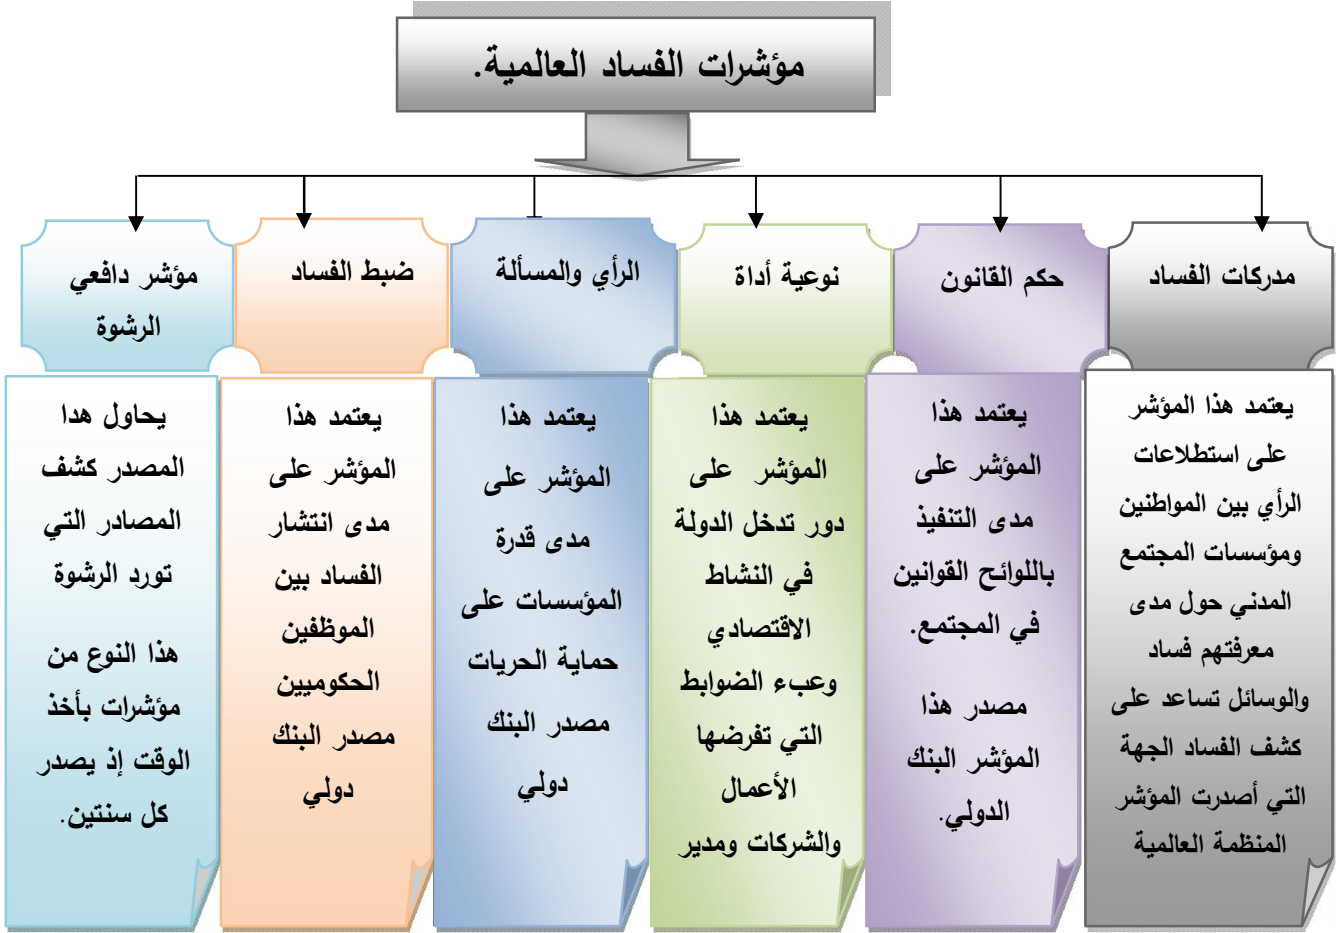 مؤشرات الفساد العالمية.
مدركات الفساد
يعتمد هذا المؤشر
على استطلاعات
الرأي بين المواطنين
ومؤسسات المجتمع
المدني حول مدى
معرفتهم فساد
والوسائل تساعد على
كشف الفساد الجهة
التي أصدرت المؤشر
المنظمة العالمية
حكم القانون
يعتمد هذا
المؤشر على
مدى التنفيذ
باللوائح القوانين
في المجتمع.
مصدر هذا
المؤشر البنك
الدولي.
نوعية أداة
يعتمد هذا
المؤشر على
دور تدخل الدولة
في النشاط
الاقتصادي
وعبء الضوابط
التي تفرضها
الأعمال
والشركات ومدير
الرأي والمسألة
يعتمد هذا
المؤشر على
مدى قدرة
المؤسسات على
حماية الحريات
مصدر البنك
دولي
ضبط الفساد
يعتمد هذا
المؤشر على
مدى انتشار
الفساد بين
الموظفين
الحكوميين
مصدر البنك
دولي
مؤشر دافعي
الرشوة
يحاول هدا
المصدر كشف
المصادر التي
تورد الرشوة
هذا النوع من
مؤشرات بأخذ
الوقت إذ يصدر
كل سنتين.